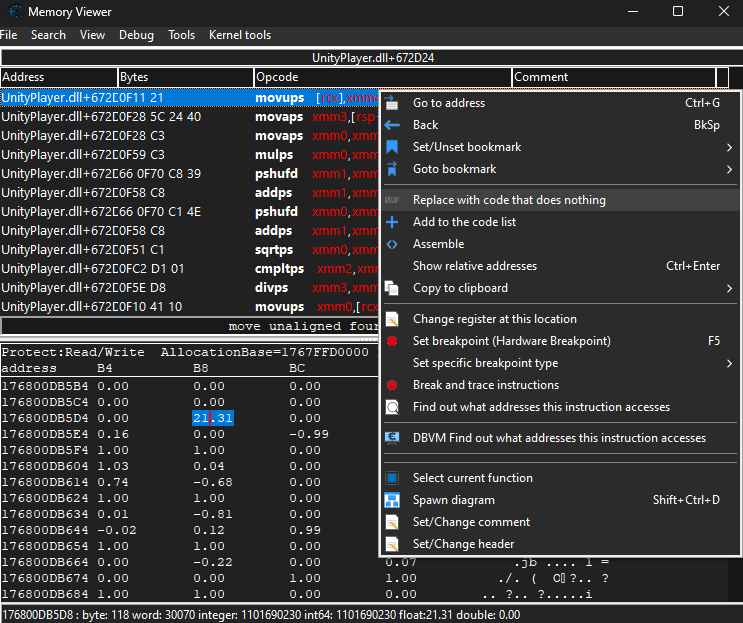 Memory Viewer
File Search View Debug Tools Kernel tools
UnityPlayer.dll+672D24
Address Bytes Opcode Comment
UnityPlayer.dll+672D 0F11 21 movups [rcx],xmm
UnityPlayer.dll+672D 0F28 5C 24 40 movaps xmm3,[rsp
UnityPlayer.dll+672D 0F28 C3 movaps xmm0,xmm
UnityPlayer.dll+672D 0F59 C3 mulps xmm0,xmm
UnityPlayer.dll+672D 66 0F70 C8 39 pshufd xmm1,xmm
UnityPlayer.dll+672D 0F58 C8 addps xmm1,xmm
UnityPlayer.dll+672D 66 0F70 C1 4E pshufd xmm0,xmm
UnityPlayer.dll+672D 0F58 C8 addps xmm1,xmm
UnityPlayer.dll+672D 0F51 C1 sqrtps xmm0,xmm
UnityPlayer.dll+672D 0FC2 D1 01 cmpltps xmm2,xmm
UnityPlayer.dll+672D 0F5E D8 divps xmm3,xmm
UnityPlayer.dll+672D 0F10 41 10 movups xmm0,[rcx
move unaligned four
Go to address Ctrl+G
Back BkSp
Set/Unset bookmark
Goto bookmark
Replace with code that does nothing
Add to the code list
Assemble
Show relative addresses Ctrl+Enter
Copy to clipboard
Change register at this location
Set breakpoint (Hardware Breakpoint) F5
Set specific breakpoint type
Break and trace instructions
Find out what addresses this instruction accesses
DBVM Find out what addresses this instruction accesses
Select current function
Spawn diagram Shift+Ctrl+D
Set/Change comment
Set/Change header
Protect:Read/Write AllocationBase=1767FFD0000
address B4 B8 BC
176800DB5B4 0.00 0.00 0.00
176800DB5C4 0.00 0.00 0.00
176800DB5D4 0.00 21.31 0.00
176800DB5E4 0.16 0.00 -0.99
176800DB5F4 1.00 1.00 0.00
176800DB604 1.03 0.04 0.00
176800DB614 0.74 -0.68 0.00
176800DB624 1.00 1.00 0.00
176800DB634 0.01 -0.81 0.00
176800DB644 -0.02 0.12 0.99
176800DB654 1.00 1.00 0.00
176800DB664 0.00 -0.22 0.00 0.07 .jb .... l =
176800DB674 0.00 1.00 1.00 1.00 ./. ( C ?.. ?
176800DB684 1.00 0.00 0.00 0.00 .. ?.. ?.....i
176800DB5D8 : byte: 118 word: 30070 integer: 1101690230 int64: 1101690230 float:21.31 double: 0.00